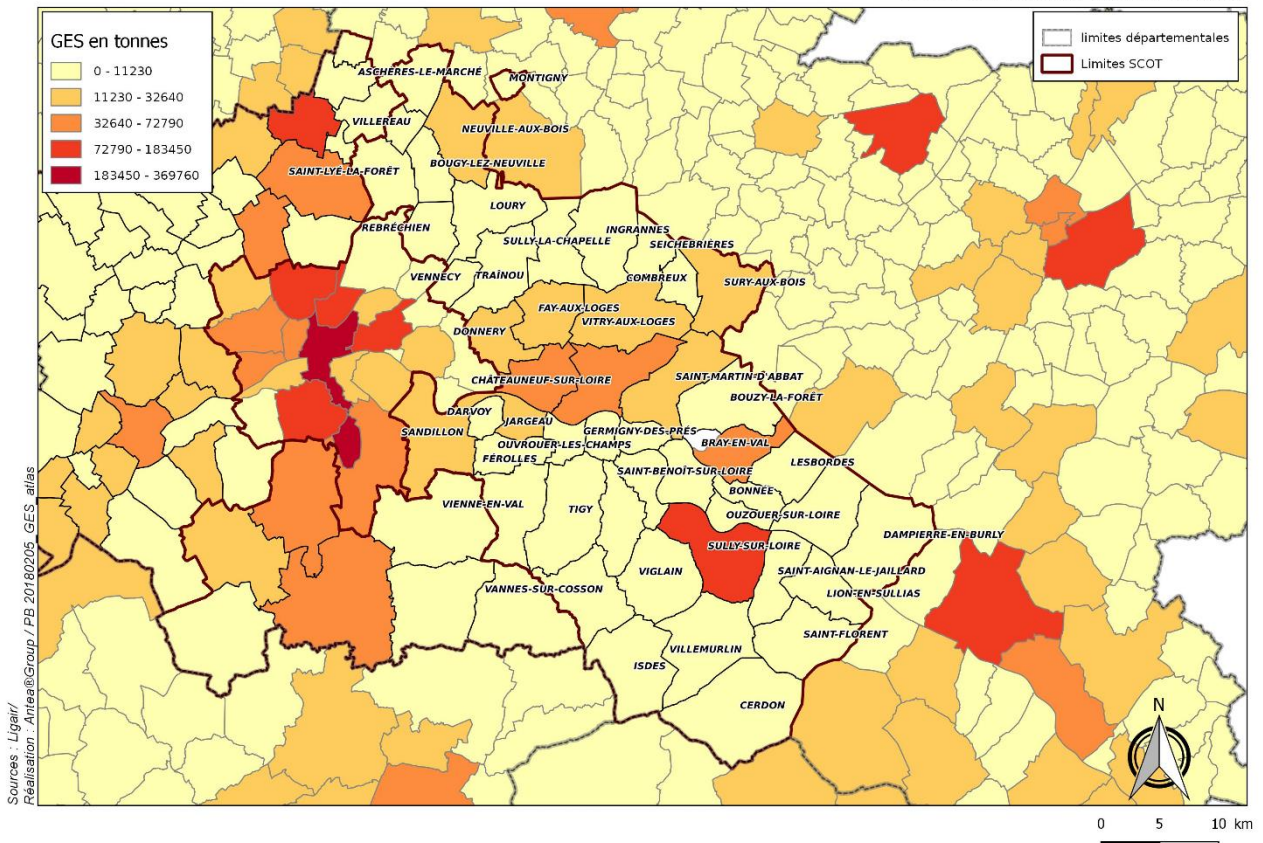 GES en tonnes
0 - 11230
11230 - 32640
32640 - 72790
72790 - 183450
183450 - 369760
limites départementales
Limites SCOT
ASCHÈRES-LE-MARCHÉ
MONTIGNY
VILLEREAU
NEUVILLE-AUX-BOIS
BOUGY-LEZ-NEUVILLE
SAINT-LYÉ-LA-FORÊT
LOURY
REBRÉCHIEN
INGRANNES
SULLY-LA-CHAPELLE
SEICHEBRIÈRES
VENNECY
TRAÎNOU
COMBREUX
SURY-AUX-BOIS
FAY-AUX-LOGES
VITRY-AUX-LOGES
DONNERY
CHÂTEAUNEUF-SUR-LOIRE
SAINT-MARTIN-D'ABBAT
BOUZY-LA-FORÊT
DARVOY
JARGEAU
SANDILLON
GERMIGNY-DES-PRÉS
OUVROUER-LES-CHAMPS
BRAY-EN-VAL
FÉROLLES
LESBORDES
SAINT-BENOÎT-SUR-LOIRE
BONNÉE
VIENNE-EN-VAL
TIGY
OUZOUER-SUR-LOIRE
DAMPIERRE-EN-BURLY
SULLY-SUR-LOIRE
VIGLAIN
SAINT-AIGNAN-LE-JAILLARD
VANNES-SUR-COSSON
LION-EN-SULLIAS
SAINT-FLORENT
VILLEMURLIN
ISDES
CERDON
N
0 5 10 km
Sources : Ligair/
Réalisation : Antea®Group / PPB 20180205_GES_atlas